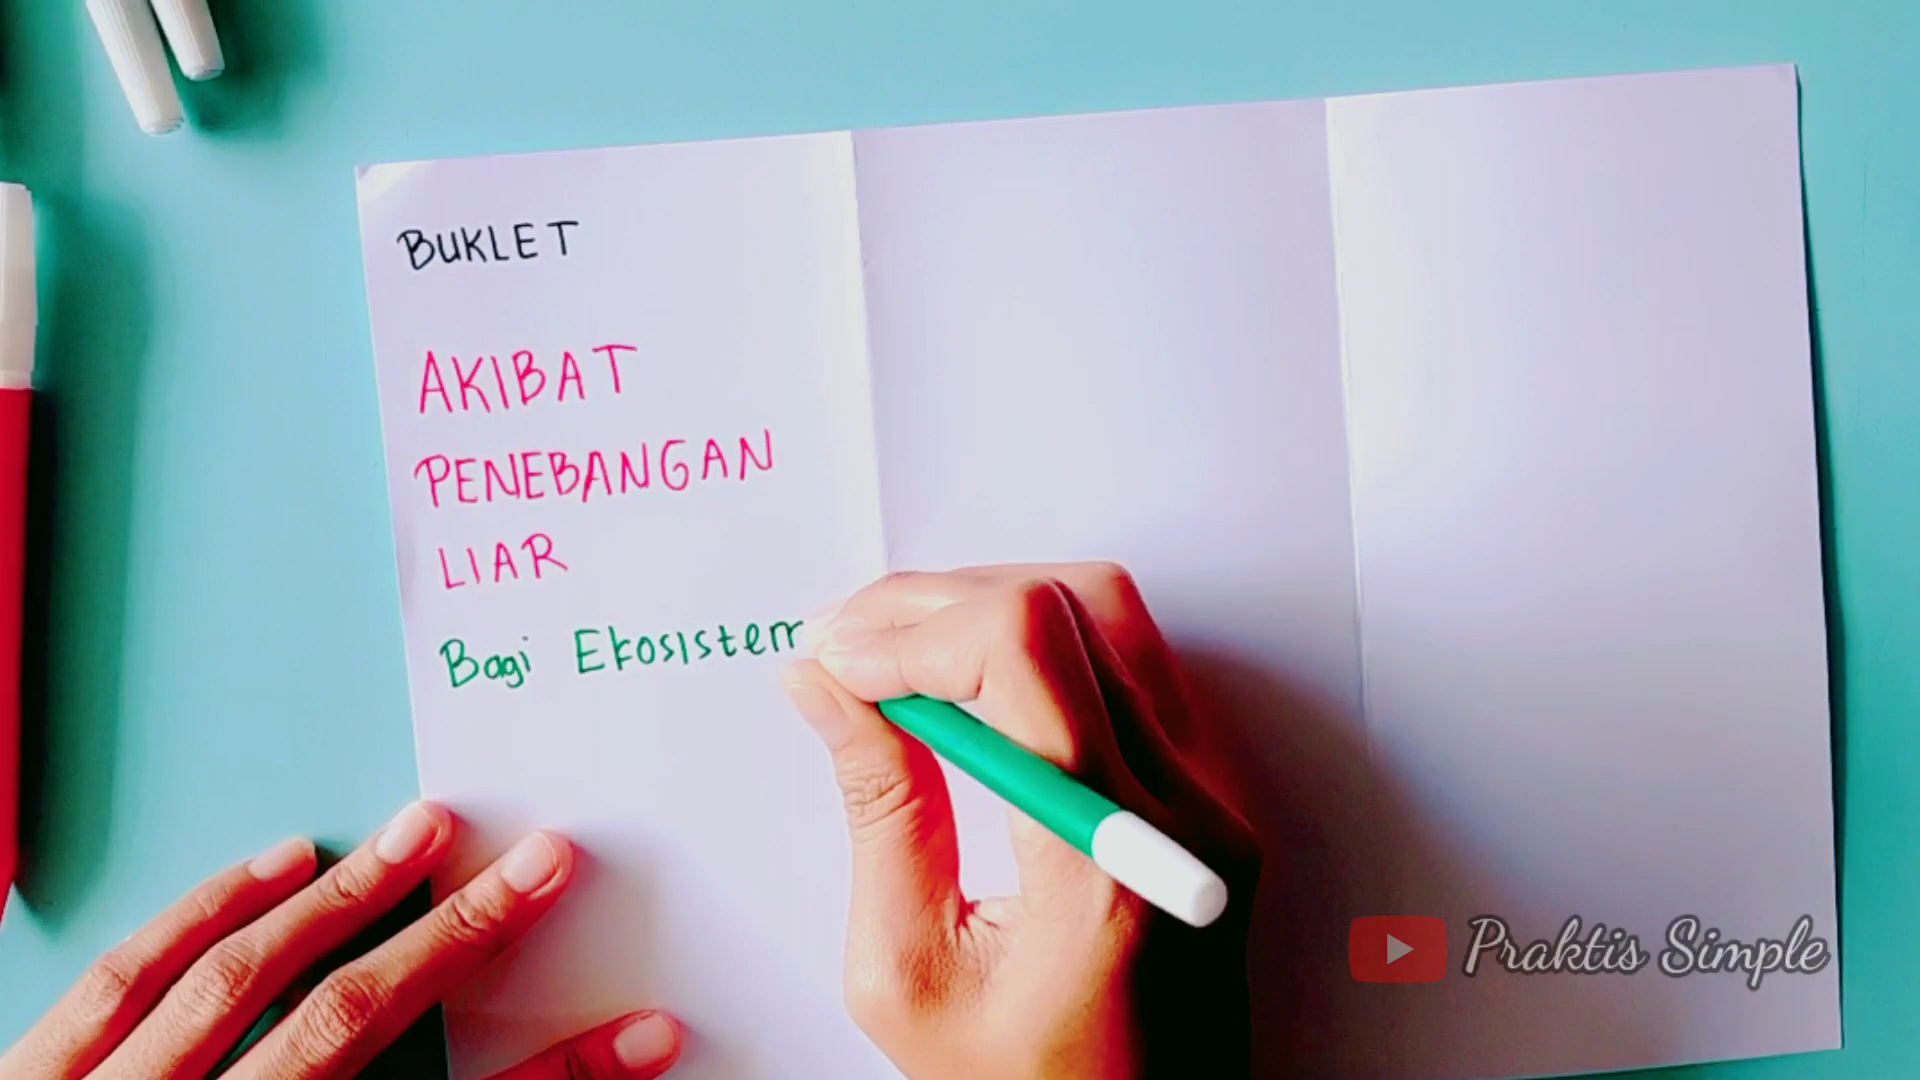 BUKLET
AKIBAT
PENEBANGAN
LIAR
Bagi Ekosistem
Praktis Simple